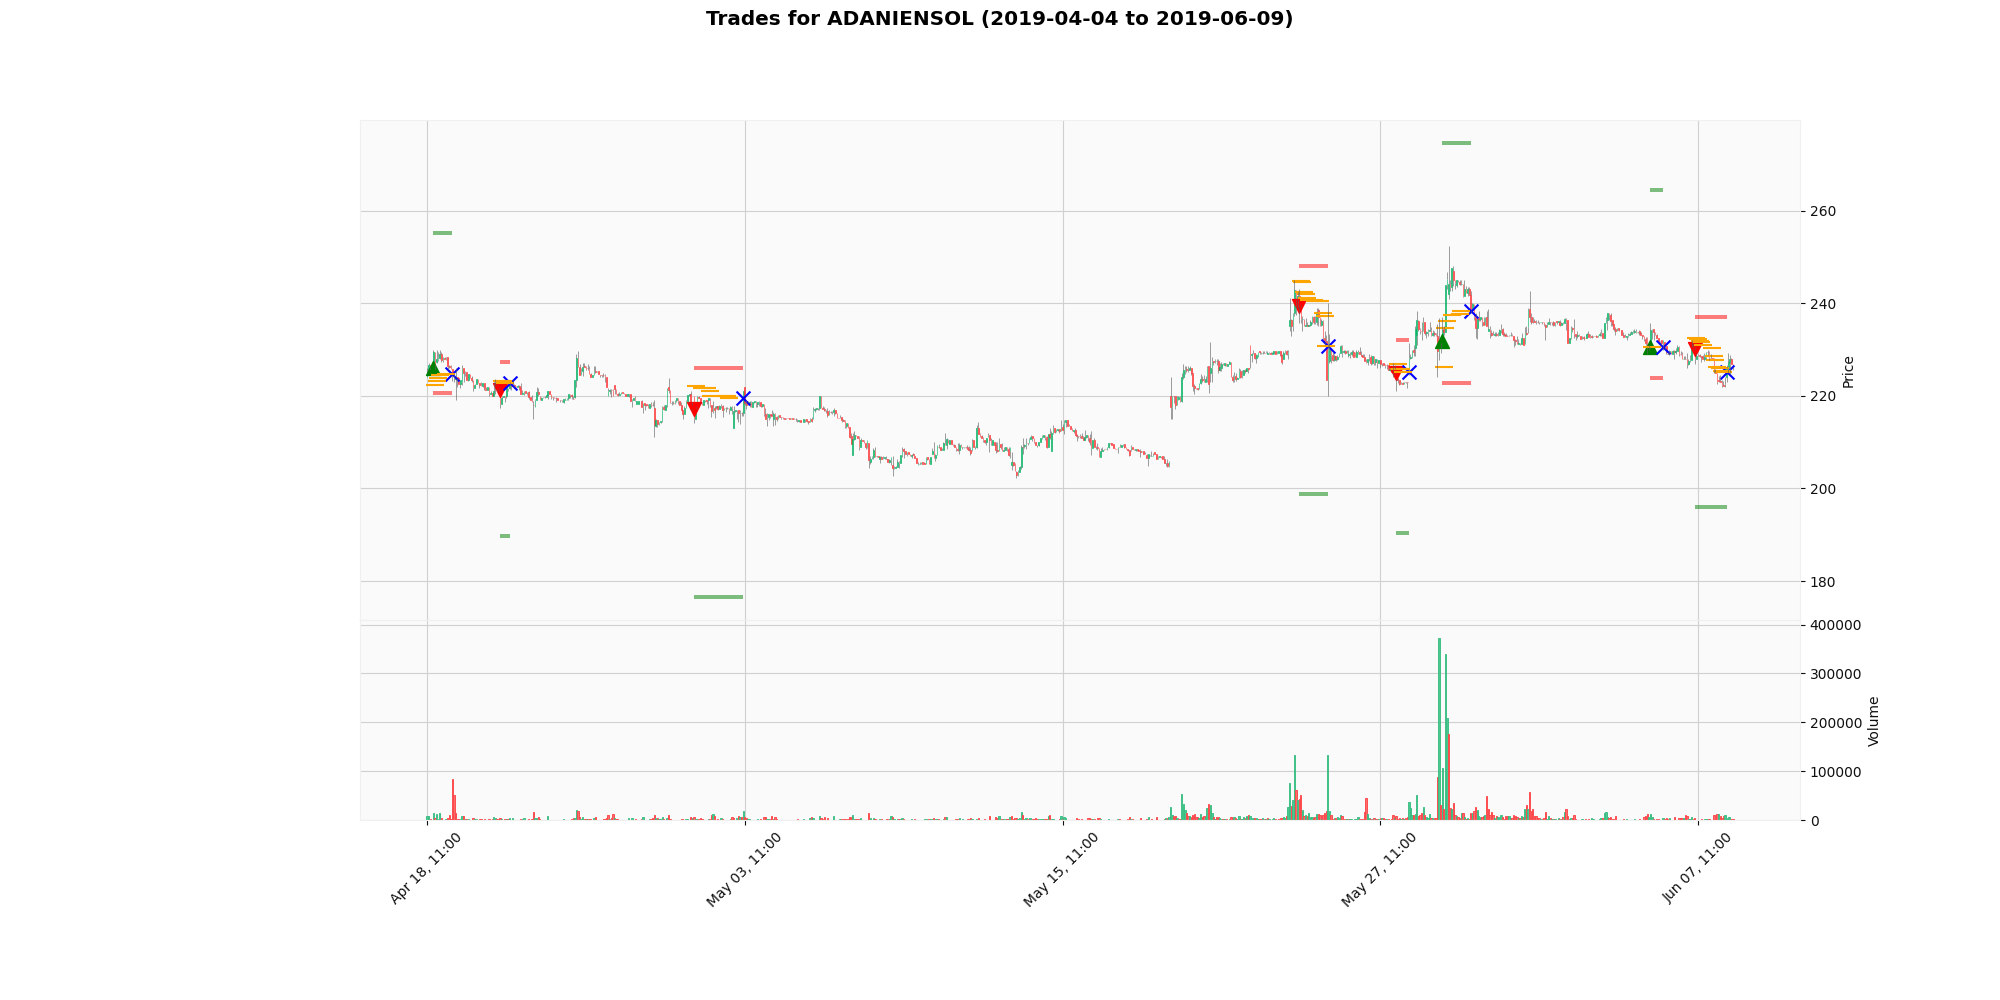 Trades for ADANIENSOL (2019-04-04 to 2019-06-09)
260
240
220
200
180
Price
400000
300000
200000
100000
0
Volume
Apr 18, 11:00
May 03, 11:00
May 15, 11:00
May 27, 11:00
Jun 07, 11:00